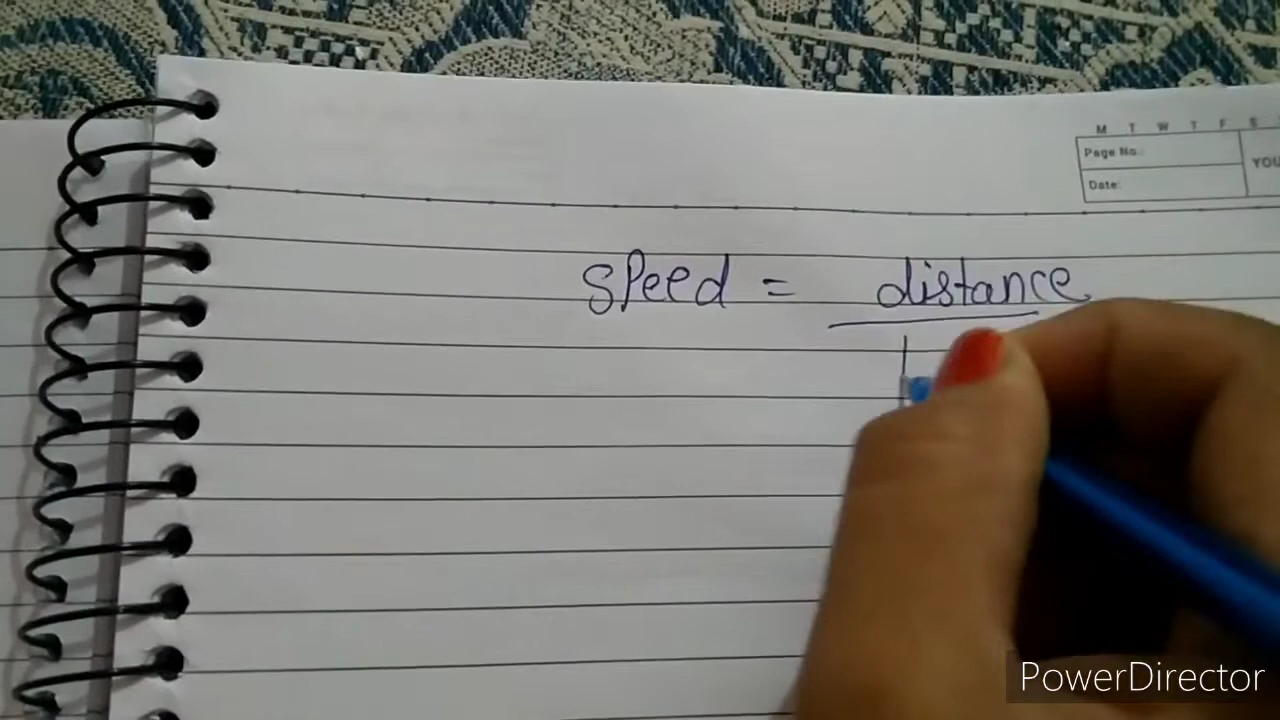 M T W T F S
Page No.:
YOU
Date:
speed = distance
PowerDirector